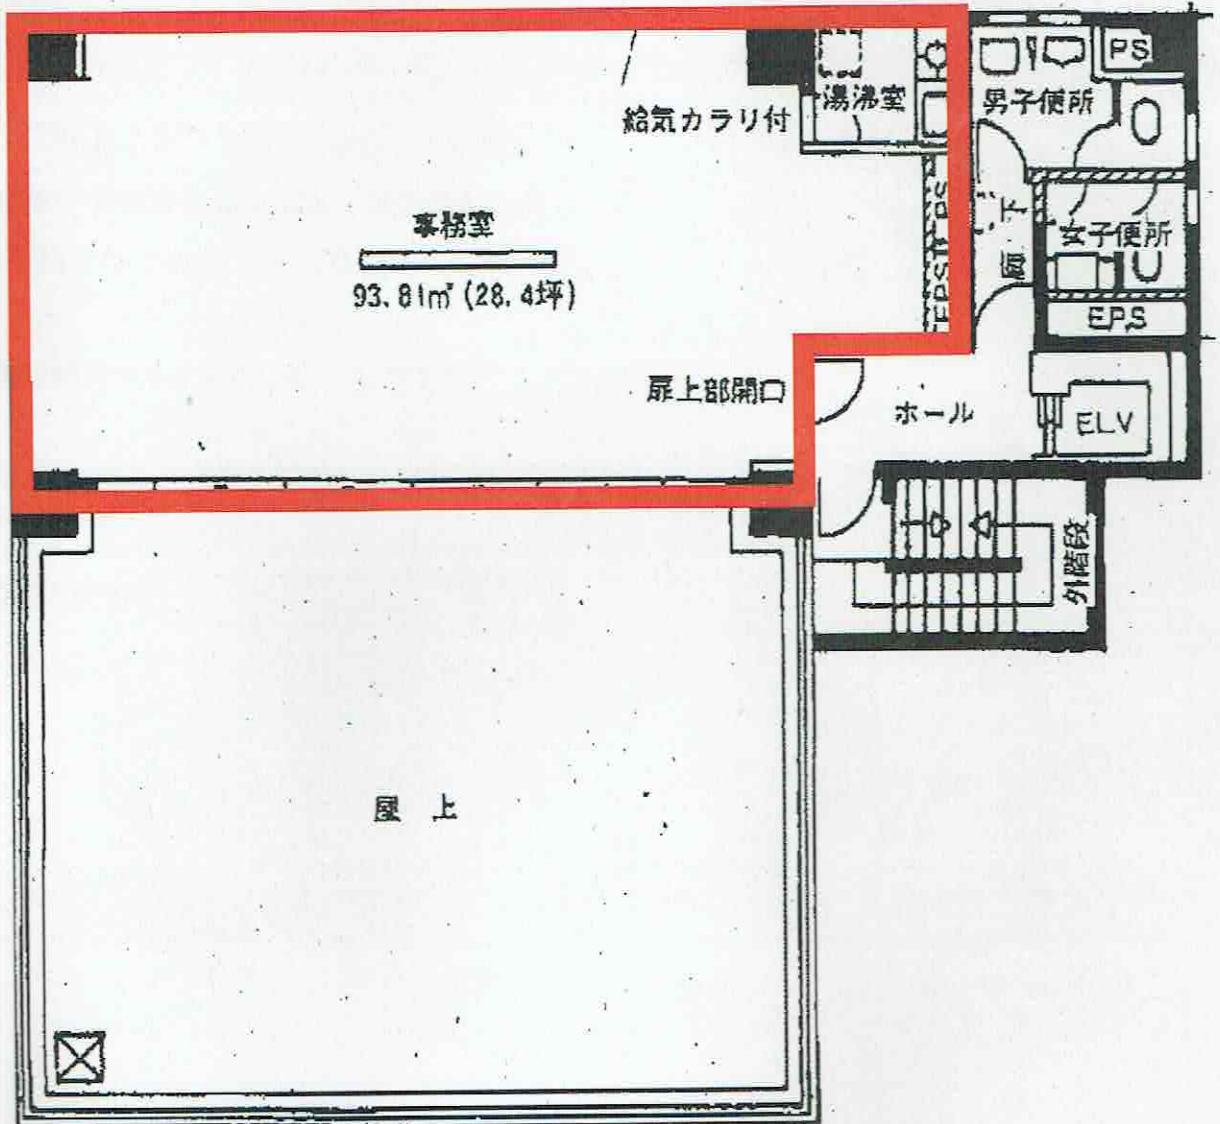 PS
湯沸室
男子便所
給気カラリ付
事務室
女子便所
93.81㎡ (28.4坪)
廊下
EPS
EPS
扉上部開口
ホール
ELV
外階段
屋上